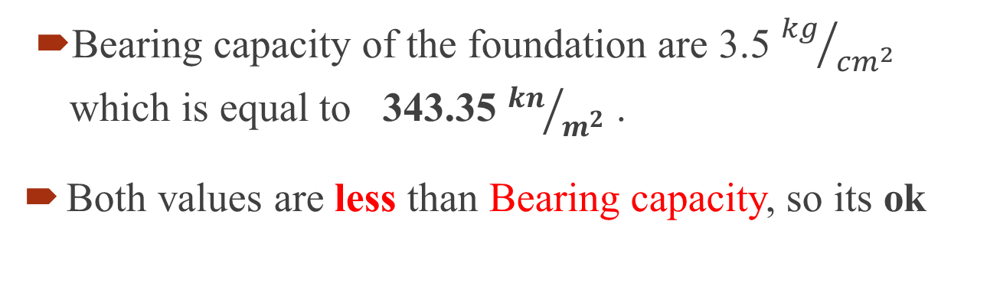 Bearing capacity of the foundation are 3.5 kg/cm²
which is equal to 343.35 kn/m² .
Both values are less than Bearing capacity, so its ok